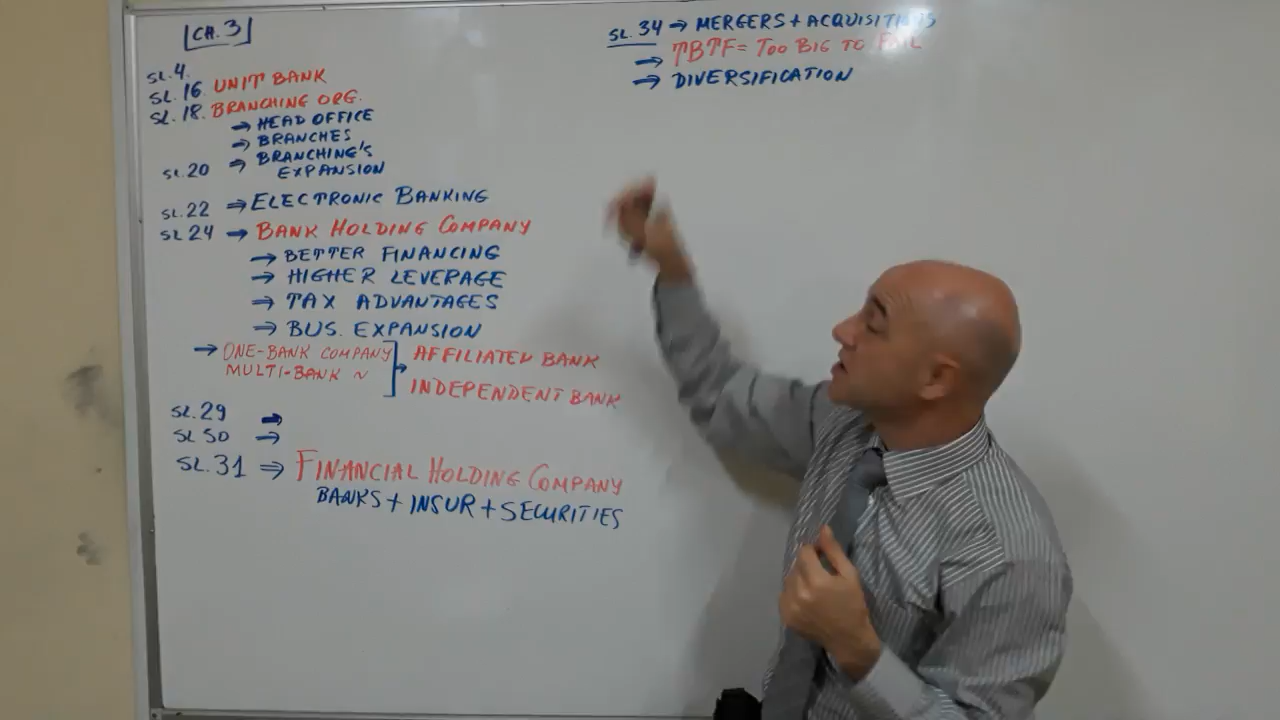 CH.3
SL.4.
SL.16. UNIT BANK
SL.18. BRANCHING ORG.
→ HEAD OFFICE
→ BRANCHES
SL.20 → BRANCHING'S
EXPANSION
SL.22 ⇒ ELECTRONIC BANKING
SL 24 → BANK HOLDING COMPANY
→ BETTER FINANCING
→ HIGHER LEVERAGE
→ TAX ADVANTAGES
→ BUS. EXPANSION
→ ONE-BANK COMPANY
MULTI-BANK ~
AFFILIATED BANK
INDEPENDENT BANK
SL.29 ⇒
SL 30 ⇒
SL.31 ⇒ FINANCIAL HOLDING COMPANY
BANKS + INSUR + SECURITIES
SL.34 → MERGERS + ACQUISITIONS
→ TBTF = TOO BIG TO FAIL
→ DIVERSIFICATION